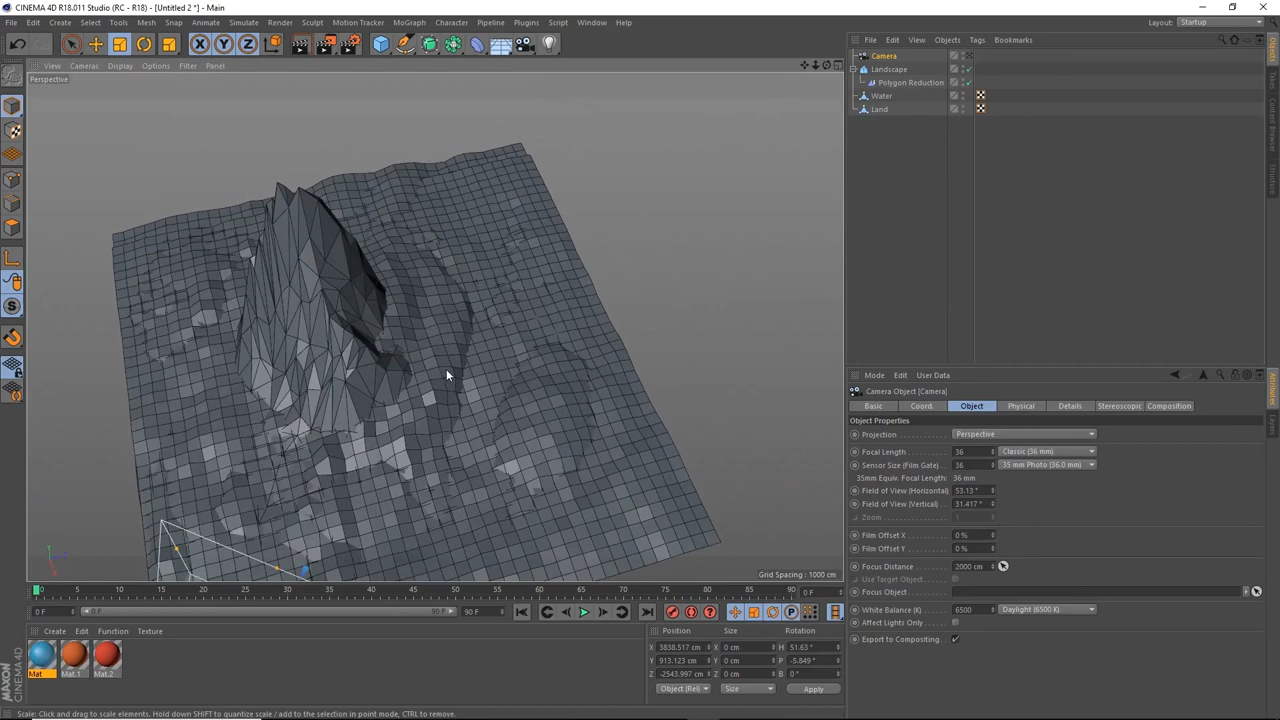 CINEMA 4D R18.011 Studio (RC - R18) - [Untitled 2 *] - Main
File Edit Create Select Tools Mesh Snap Animate Simulate Render Sculpt Motion Tracker MoGraph Character Pipeline Plugins Script Window Help
Layout: Startup
X Y Z
File Edit View Objects Tags Bookmarks
View Cameras Display Options Filter Panel
Perspective
Camera
Landscape
Polygon Reduction
Water
Land
Objects
Takes
Content Browser
Structure
Mode Edit User Data
Camera Object [Camera]
Basic Coord. Object Physical Details Stereoscopic Composition
Object Properties
Projection Perspective
Focal Length 36 Classic (36 mm)
Sensor Size (Film Gate) 36 35 mm Photo (36.0 mm)
35mm Equiv. Focal Length: 36 mm
Field of View (Horizontal) 53.13 °
Field of View (Vertical) 31.417 °
Zoom 1
Film Offset X 0 %
Film Offset Y 0 %
Focus Distance 2000 cm
Use Target Object
Focus Object
White Balance (K) 6500 Daylight (6500 K)
Affect Lights Only
Export to Compositing
Attributes
Layers
Grid Spacing : 1000 cm
0 5 10 15 20 25 30 35 40 45 50 55 60 65 70 75 80 85 90
0 F
0 F 0 F 90 F 90 F
Create Edit Function Texture
Mat Mat.1 Mat.2
Position Size Rotation
X 3838.517 cm X 0 cm H 51.63 °
Y 913.123 cm Y 0 cm P -5.849 °
Z -2543.997 cm Z 0 cm B 0 °
Object (Rel) Size Apply
MAXON
CINEMA 4D
Scale: Click and drag to scale elements. Hold down SHIFT to quantize scale / add to the selection in point mode, CTRL to remove.